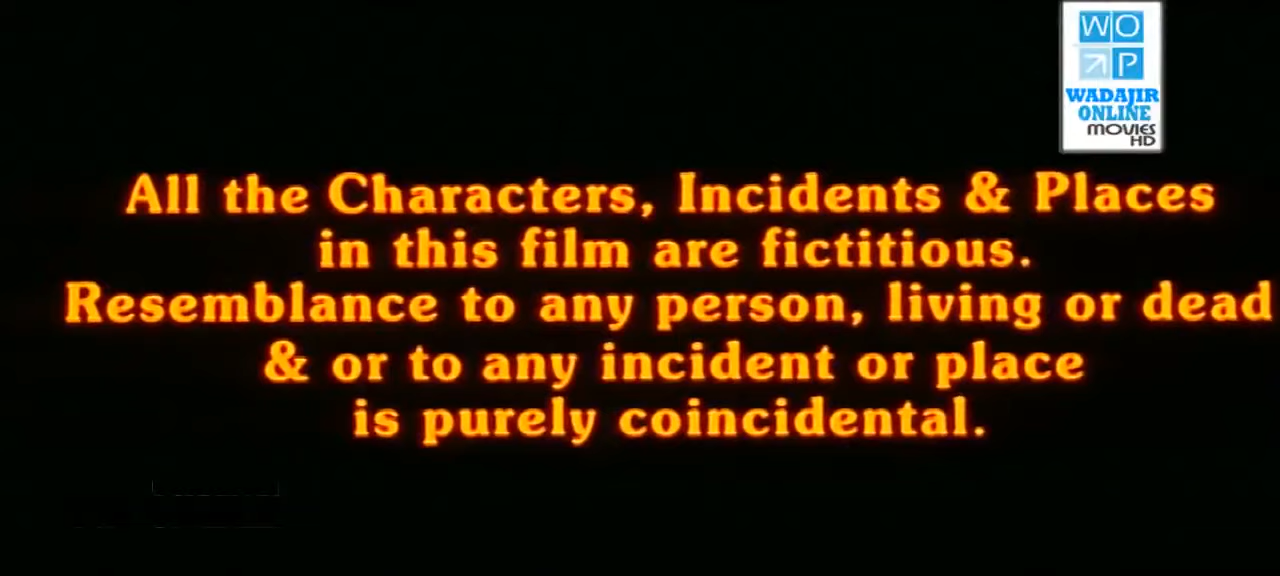 WO
P
WADAJIR
ONLINE
MOVIES
HD
All the Characters, Incidents & Places
in this film are fictitious.
Resemblance to any person, living or dead
& or to any incident or place
is purely coincidental.